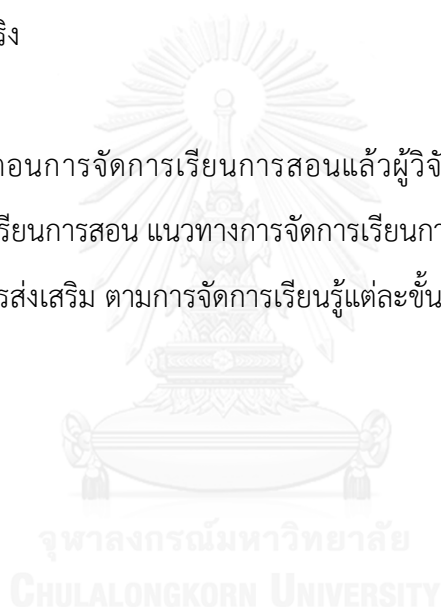 ริง
อนการจัดการเรียนการสอนแล้วผู้วิจั
รียนการสอน แนวทางการจัดการเรียนกา
รส่งเสริม ตามการจัดการเรียนรู้แต่ละขั้น
จุฬาลงกรณ์มหาวิทยาลัย
CHULALONGKORN UNIVERSITY